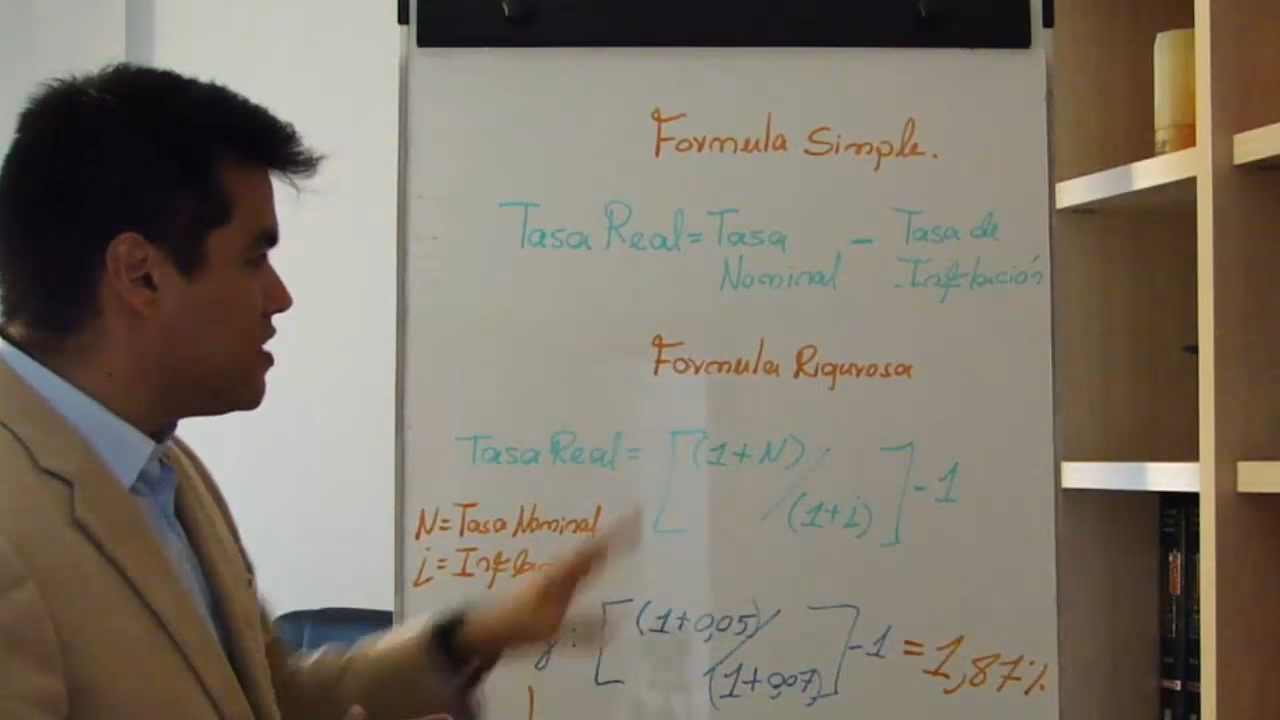 Formula Simple.
Tasa Real = Tasa Nominal - Tasa de Inflación
Formula Rigurosa
Tasa Real = [(1+N)/(1+i)] - 1
N = Tasa Nominal
i =
[(1+0,05)/(1+0,07)] - 1 = 1,87%